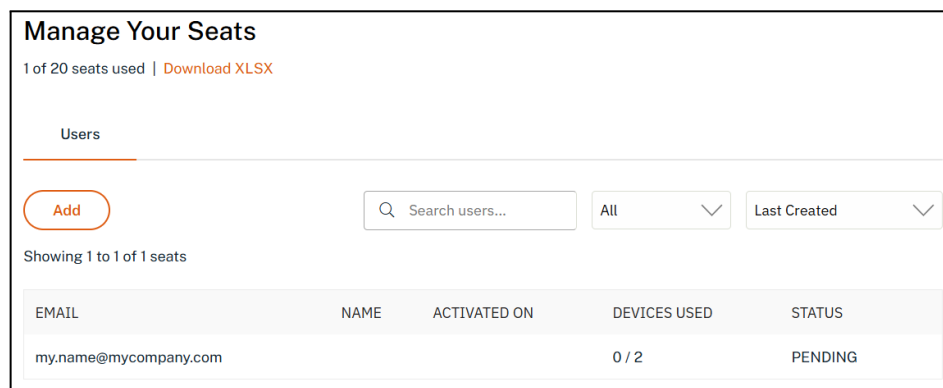 Manage Your Seats
1 of 20 seats used | Download XLSX
Users
Add Search users... All Last Created
Showing 1 to 1 of 1 seats
EMAIL NAME ACTIVATED ON DEVICES USED STATUS
my.name@mycompany.com 0 / 2 PENDING